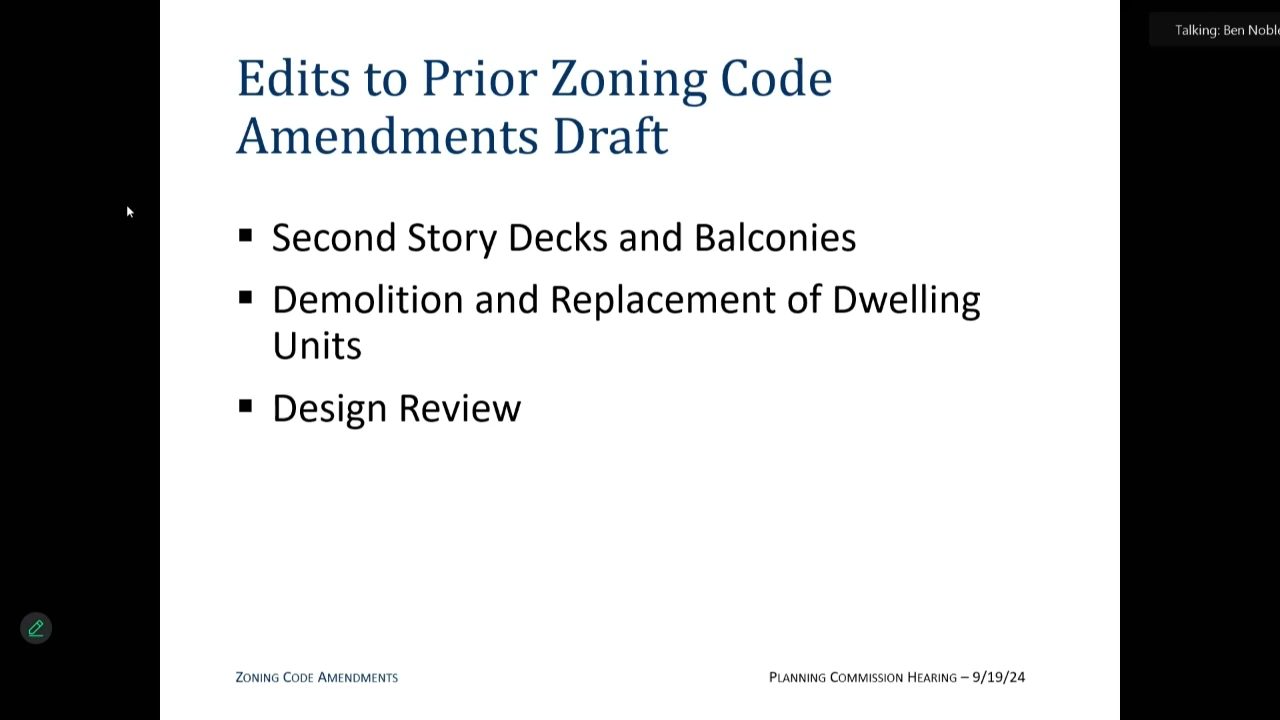 Talking: Ben Noble
Edits to Prior Zoning Code
Amendments Draft
▪ Second Story Decks and Balconies
▪ Demolition and Replacement of Dwelling
Units
▪ Design Review
ZONING CODE AMENDMENTS
PLANNING COMMISSION HEARING – 9/19/24